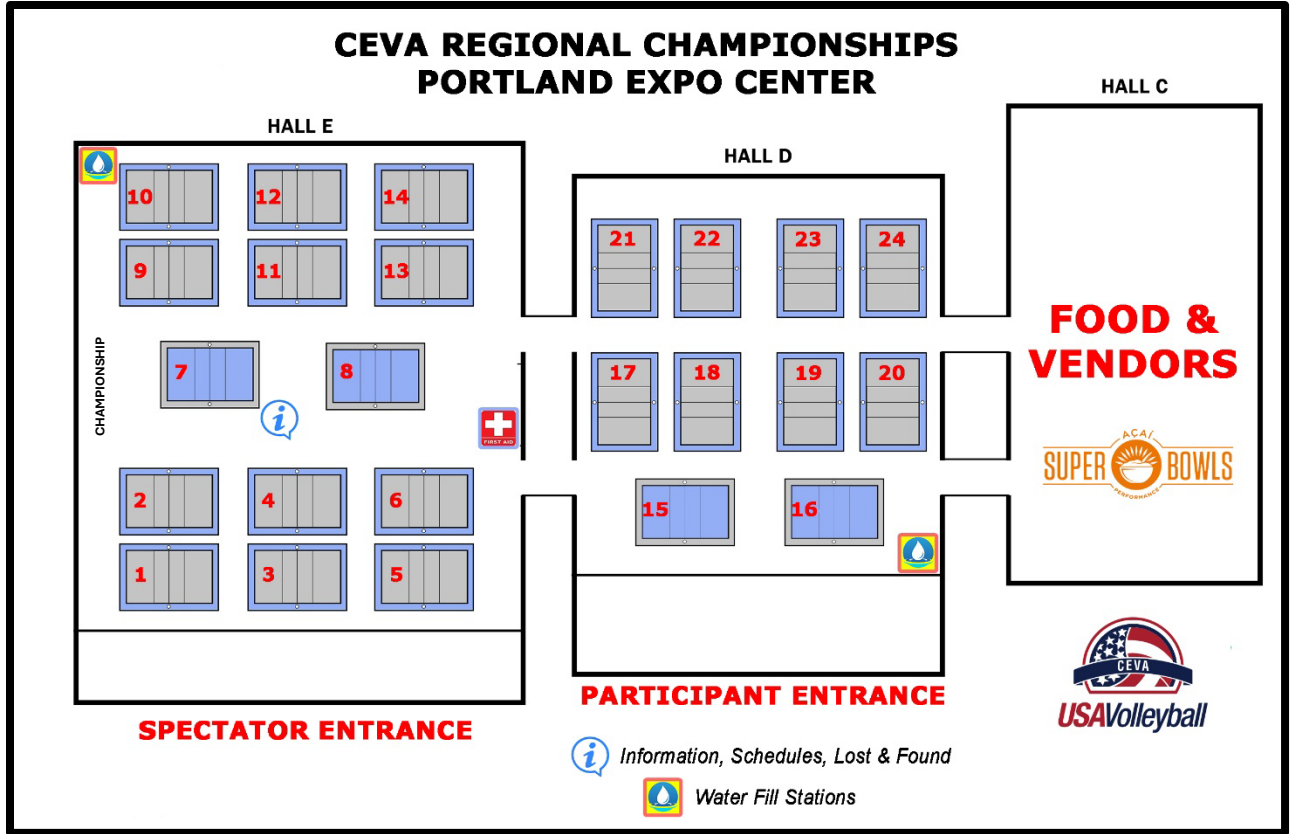 CEVA REGIONAL CHAMPIONSHIPS
PORTLAND EXPO CENTER
HALL C
HALL E
HALL D
10
12
14
9
11
13
21
22
23
24
CHAMPIONSHIP
7
8
FIRST AID
17
18
19
20
FOOD &
VENDORS
AÇAÍ
SUPER BOWLS
PERFORMANCE
2
4
6
15
16
1
3
5
CEVA
USAVolleyball
PARTICIPANT ENTRANCE
SPECTATOR ENTRANCE
i Information, Schedules, Lost & Found
Water Fill Stations